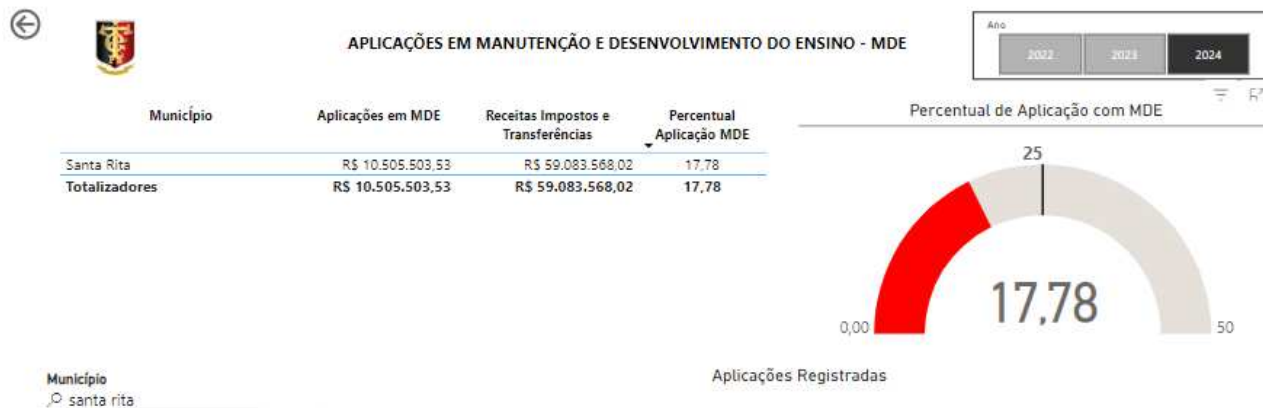 APLICAÇÕES EM MANUTENÇÃO E DESENVOLVIMENTO DO ENSINO - MDE
Ano
2022 2023 2024
Município Aplicações em MDE Receitas Impostos e Transferências Percentual Aplicação MDE
Santa Rita R$ 10.505.503,53 R$ 59.083.568,02 17,78
Totalizadores R$ 10.505.503,53 R$ 59.083.568,02 17,78
Percentual de Aplicação com MDE
25
17,78
0,00 50
Município
santa rita
Aplicações Registradas